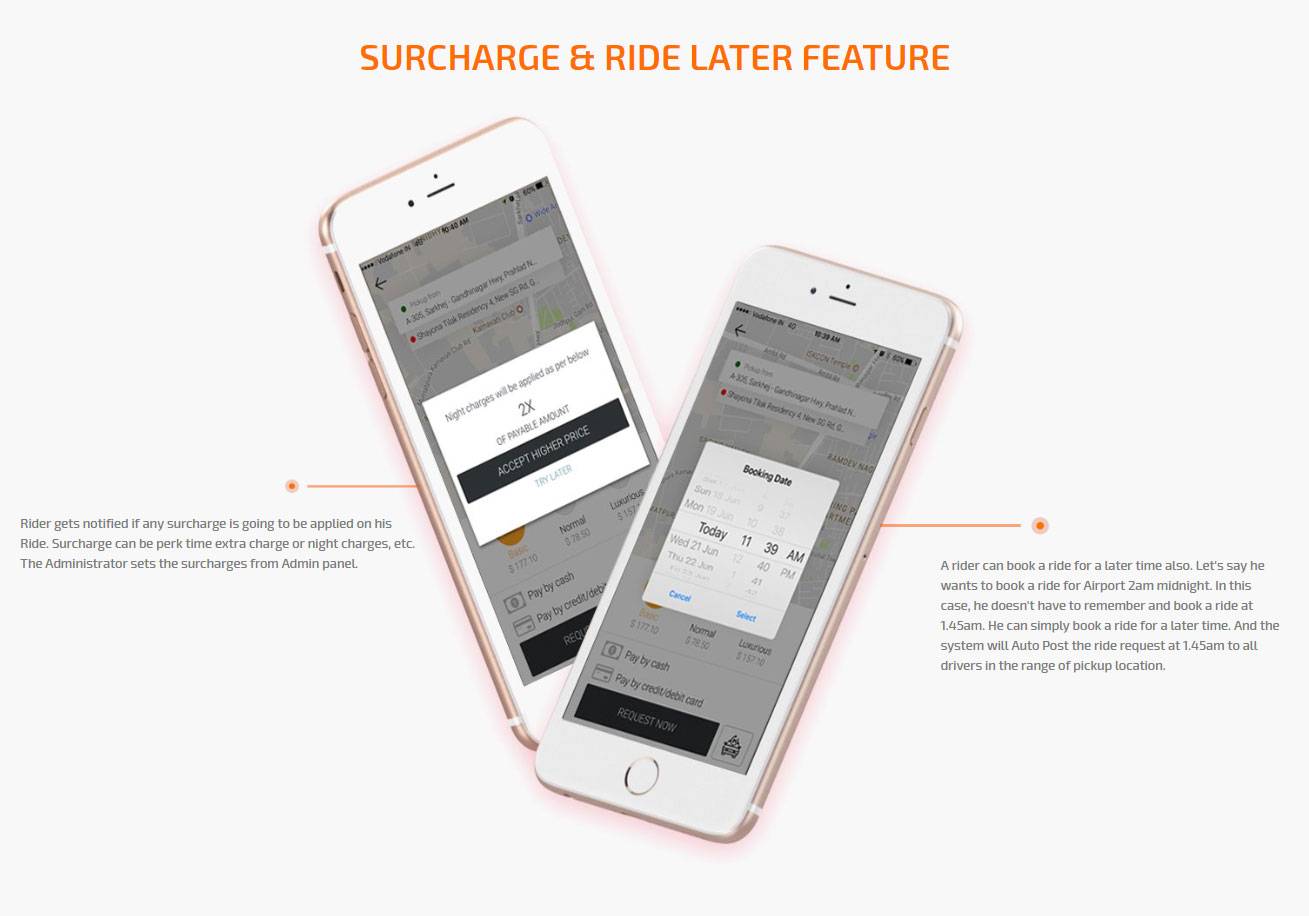 SURCHARGE & RIDE LATER FEATURE
Vodafone IN 4G 10:40 AM 60%
Wide
Pickup from
A-305, Sarkhej - Gandhinagar Hwy, Prahlad N...
Shayona Tilak Residency 4, New SG Rd, G...
Karnavati Club
Karnavati Club Rd
Night charges will be applied as per below
2X
OF PAYABLE AMOUNT
ACCEPT HIGHER PRICE
TRY LATER
Basic Normal Luxurious
$ 177.10 $ 78.50
Pay by cash
Pay by credit/deb
REQU
Rider gets notified if any surcharge is going to be applied on his
Ride. Surcharge can be perk time extra charge or night charges, etc.
The Administrator sets the surcharges from Admin panel.
Vodafone IN 4G 10:39 AM 60%
ISKCON Temple
Pickup from
A-305, Sarkhej - Gandhinagar Hwy, Prahlad N...
Shayona Tilak Residency 4, New SG Rd, G...
RAMDEV NAG
Booking Date
Sun 18 Jun 9 37
Mon 19 Jun 10 38
Today 11 39 AM
Wed 21 Jun 12 40 PM
Thu 22 Jun 1 41
Cancel Select
Basic Normal Luxurious
$ 177.10 $ 78.50 $ 157.10
Pay by cash
Pay by credit/debit card
REQUEST NOW
A rider can book a ride for a later time also. Let's say he
wants to book a ride for Airport 2am midnight. In this
case, he doesn't have to remember and book a ride at
1.45am. He can simply book a ride for a later time. And the
system will Auto Post the ride request at 1.45am to all
drivers in the range of pickup location.